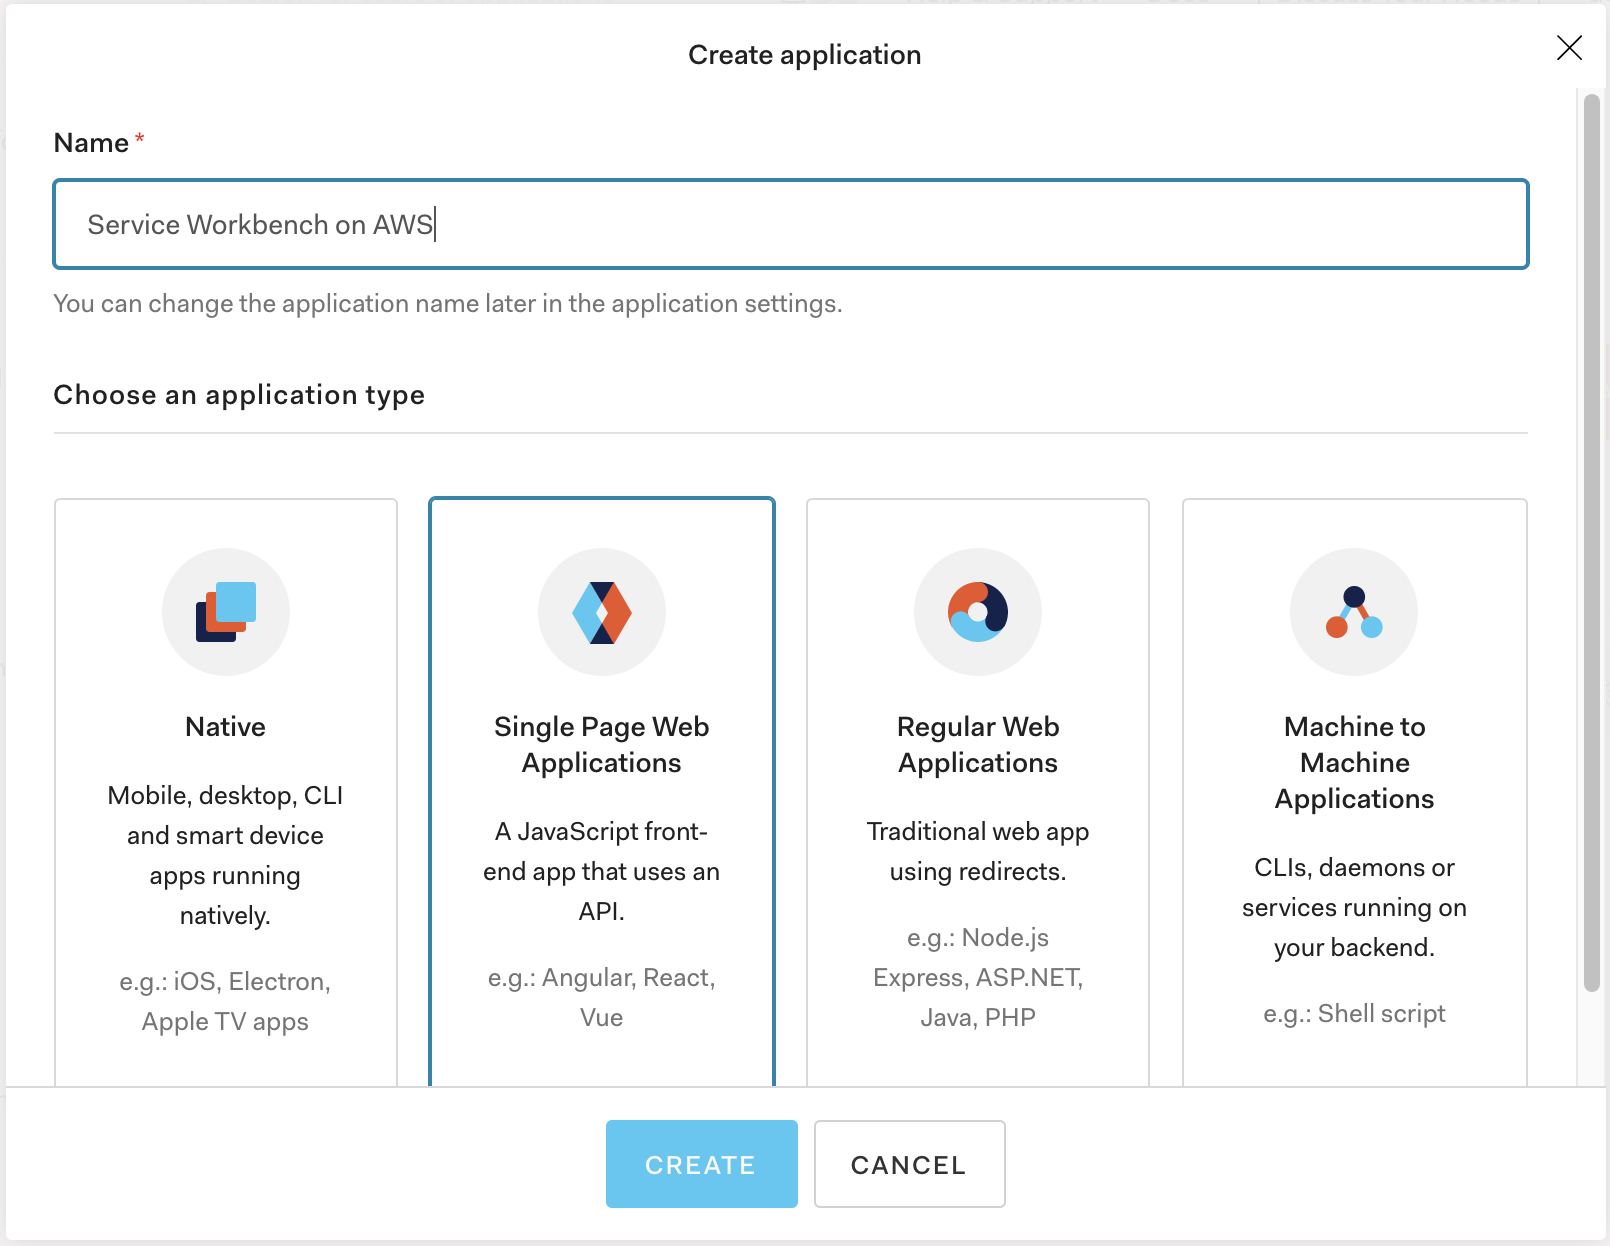 Create application
Name *
Service Workbench on AWS
You can change the application name later in the application settings.
Choose an application type
Native
Mobile, desktop, CLI
and smart device
apps running
natively.
e.g.: iOS, Electron,
Apple TV apps
Single Page Web
Applications
A JavaScript front-
end app that uses an
API.
e.g.: Angular, React,
Vue
Regular Web
Applications
Traditional web app
using redirects.
e.g.: Node.js
Express, ASP.NET,
Java, PHP
Machine to
Machine
Applications
CLIs, daemons or
services running on
your backend.
e.g.: Shell script
CREATE
CANCEL